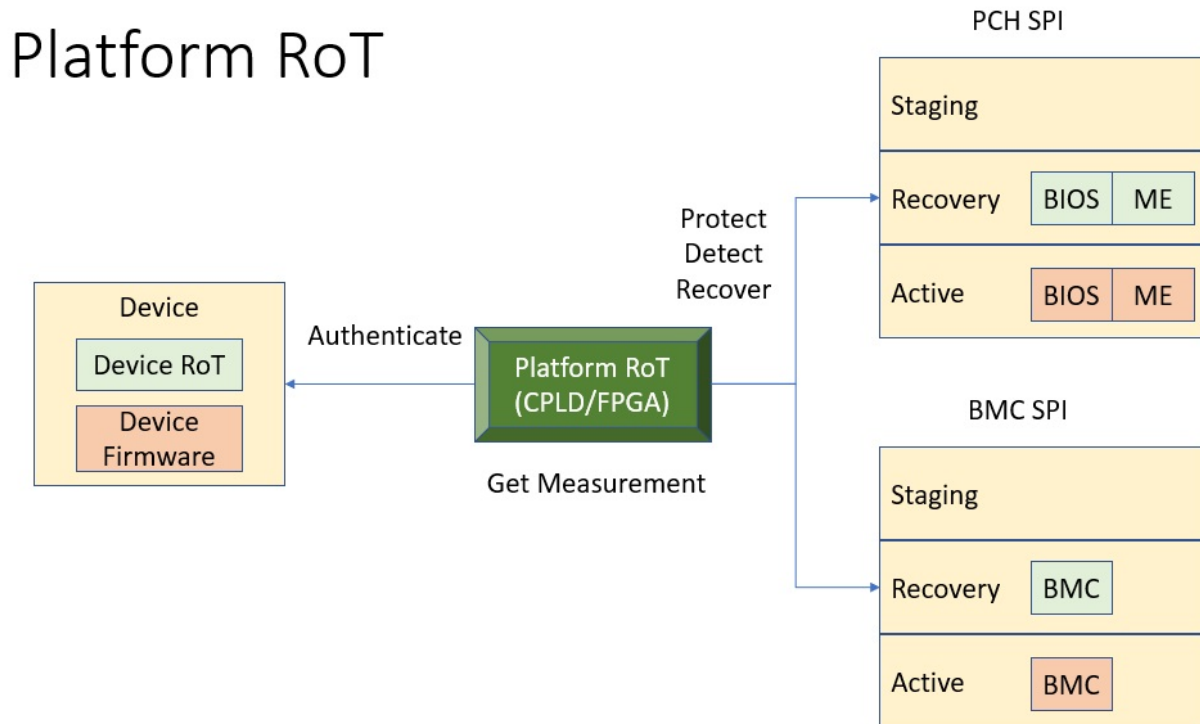 Platform RoT
PCH SPI
Staging
Recovery
BIOS
ME
Active
BIOS
ME
Protect
Detect
Recover
Device
Device RoT
Device
Firmware
Authenticate
Platform RoT
(CPLD/FPGA)
Get Measurement
BMC SPI
Staging
Recovery
BMC
Active
BMC